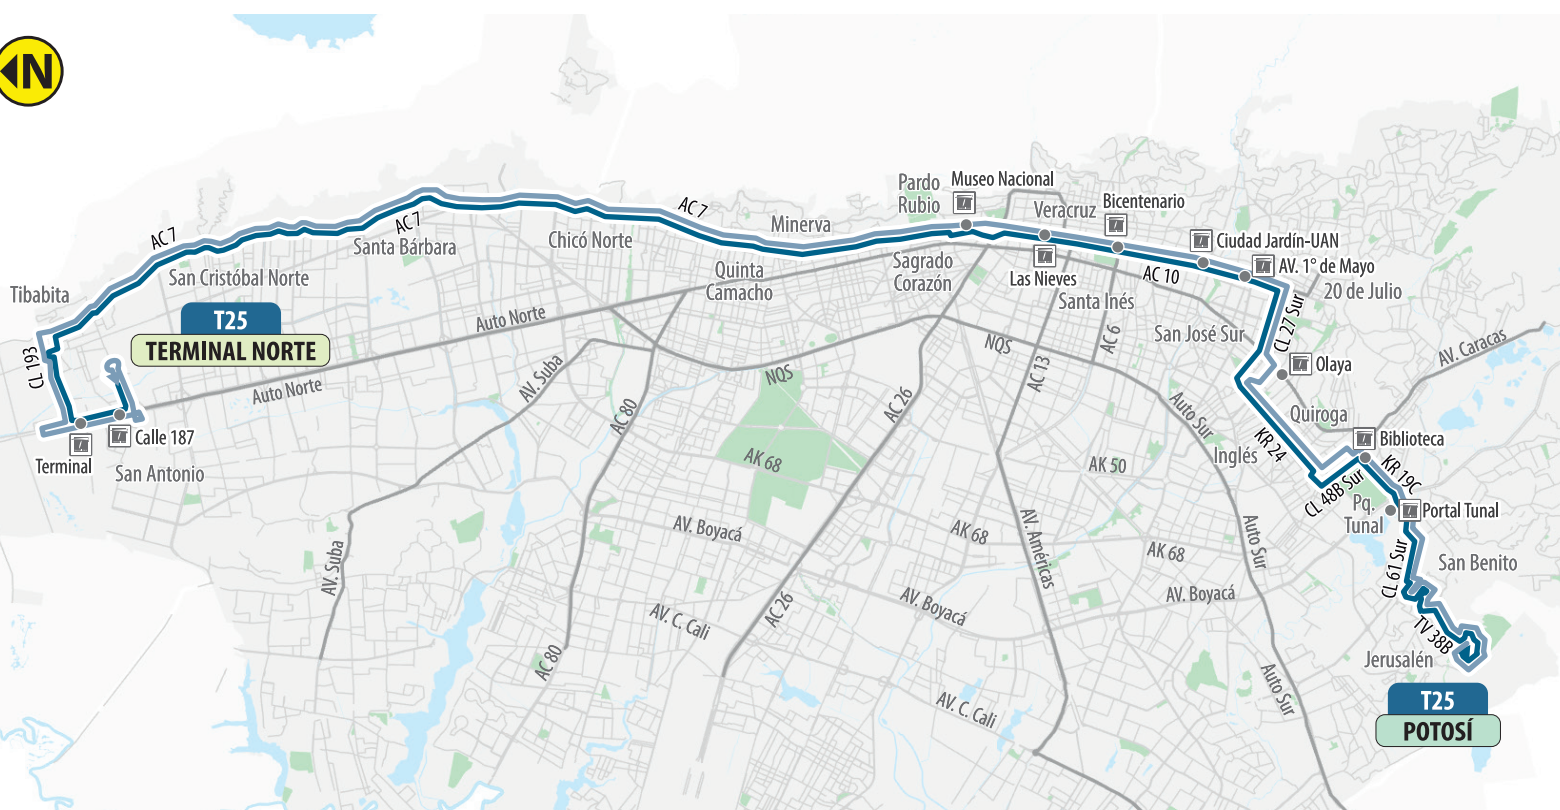 N
Pardo
Rubio
Museo Nacional
Veracruz
Bicentenario
AC 7
AC 7
AC 7
Minerva
Santa Bárbara
Chicó Norte
Ciudad Jardín-UAN
AV. 1° de Mayo
San Cristóbal Norte
Quinta
Camacho
Sagrado
Corazón
Las Nieves
AC 10
20 de Julio
Tibabita
Santa Inés
T25
TERMINAL NORTE
Auto Norte
San José Sur
CL 27 Sur
AC 6
NQS
AV. Caracas
CL 193
Olaya
AV. Suba
NQS
AC 13
Auto Norte
AC 26
Auto Sur
Quiroga
AC 80
Calle 187
Biblioteca
KR 24
Inglés
Terminal
San Antonio
AK 68
AK 50
KR 19C
CL 48B Sur
Pq.
Tunal
Portal Tunal
AV. Boyacá
AK 68
AV. Américas
AK 68
Auto Sur
San Benito
AV. Suba
CL 61 Sur
AV. Boyacá
AV. Boyacá
AV. C. Cali
AC 26
TV 38B
Jerusalén
AC 80
Auto Sur
AV. C. Cali
T25
POTOSÍ